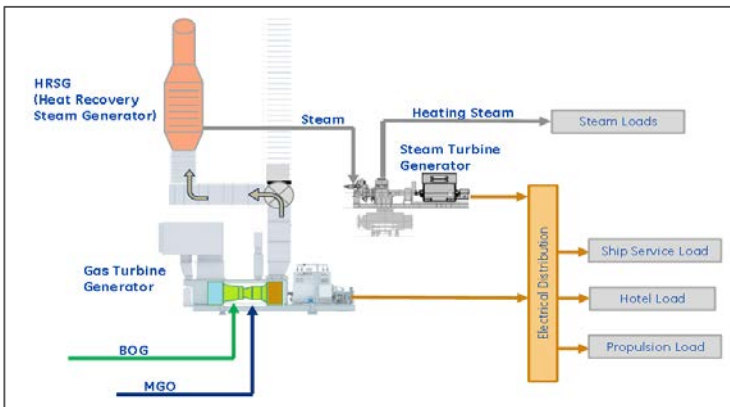 HRSG
(Heat Recovery
Steam Generator)
Steam
Heating Steam
Steam Loads
Steam Turbine
Generator
Gas Turbine
Generator
Electrical Distribution
Ship Service Load
Hotel Load
Propulsion Load
BOG
MGO